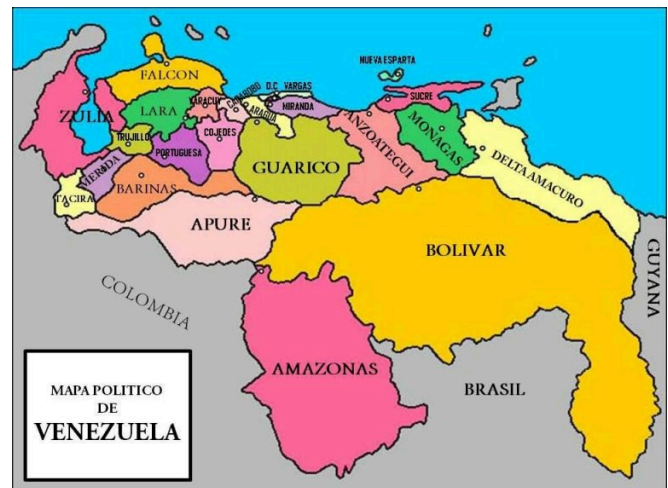 NUEVA ESPARTA
FALCON
CARABOBO
D.C.
VARGAS
SUCRE
ZULIA
LARA
YARACUY
ARAGUA
MIRANDA
ANZOATEGUI
MONAGAS
TRUJILLO
COJEDES
PORTUGUESA
GUARICO
DELTA AMACURO
MERIDA
BARINAS
TACIRA
APURE
BOLIVAR
GUYANA
COLOMBIA
AMAZONAS
BRASIL
MAPA POLITICO
DE
VENEZUELA